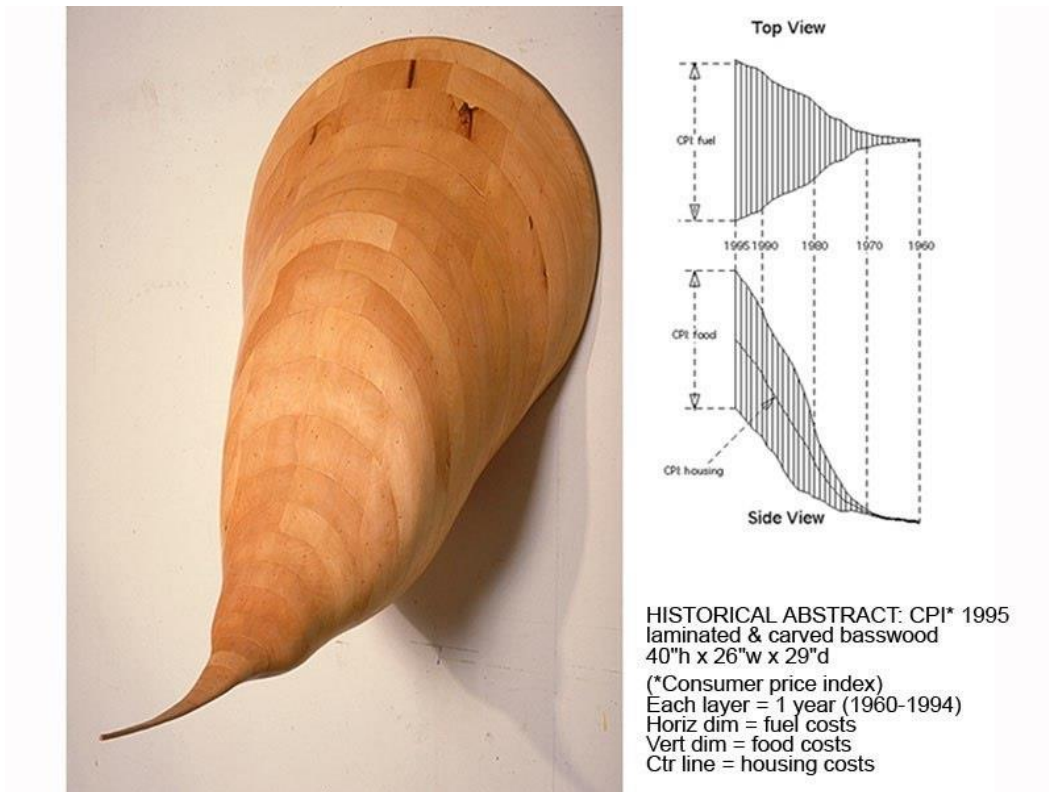 Top View
CPI: fuel
1995 1990 1980 1970 1960
CPI: food
CPI: housing
Side View
HISTORICAL ABSTRACT: CPI* 1995
laminated & carved basswood
40"h x 26"w x 29"d
(*Consumer price index)
Each layer = 1 year (1960-1994)
Horiz dim = fuel costs
Vert dim = food costs
Ctr line = housing costs